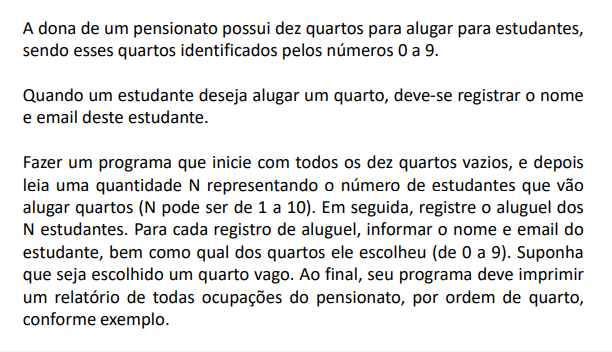 A dona de um pensionato possui dez quartos para alugar para estudantes,
sendo esses quartos identificados pelos números 0 a 9.
Quando um estudante deseja alugar um quarto, deve-se registrar o nome
e email deste estudante.
Fazer um programa que inicie com todos os dez quartos vazios, e depois
leia uma quantidade N representando o número de estudantes que vão
alugar quartos (N pode ser de 1 a 10). Em seguida, registre o aluguel dos
N estudantes. Para cada registro de aluguel, informar o nome e email do
estudante, bem como qual dos quartos ele escolheu (de 0 a 9). Suponha
que seja escolhido um quarto vago. Ao final, seu programa deve imprimir
um relatório de todas ocupações do pensionato, por ordem de quarto,
conforme exemplo.